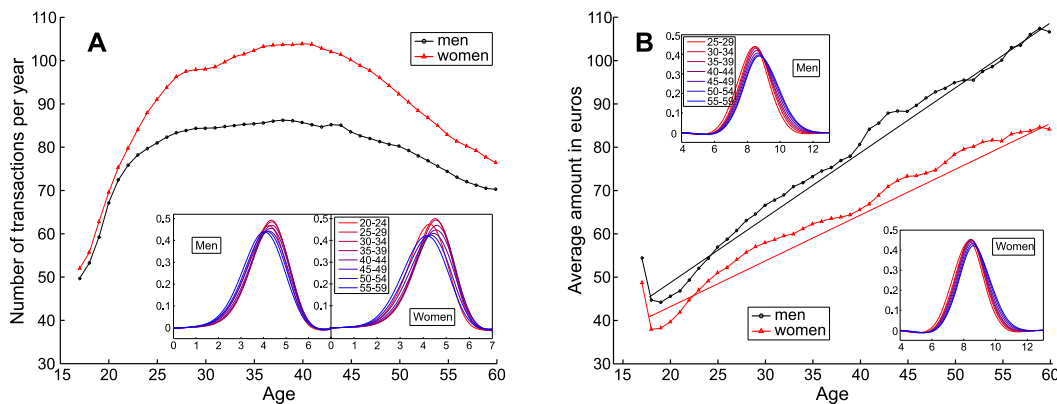 A
men
women
Number of transactions per year
110
100
90
80
70
60
50
40
30
15 20 25 30 35 40 45 50 55 60
Age
Men
0.5
0.4
0.3
0.2
0.1
0
0 1 2 3 4 5 6
20-24
25-29
30-34
35-39
40-44
45-49
50-54
55-59
Women
0.5
0.4
0.3
0.2
0.1
0
0 1 2 3 4 5 6 7
B
Average amount in euros
110
100
90
80
70
60
50
40
30
15 20 25 30 35 40 45 50 55 60
Age
men
women
25-29
30-34
35-39
40-44
45-49
50-54
55-59
Men
0.5
0.4
0.3
0.2
0.1
0
4 6 8 10 12
Women
0.5
0.4
0.3
0.2
0.1
0
4 6 8 10 12